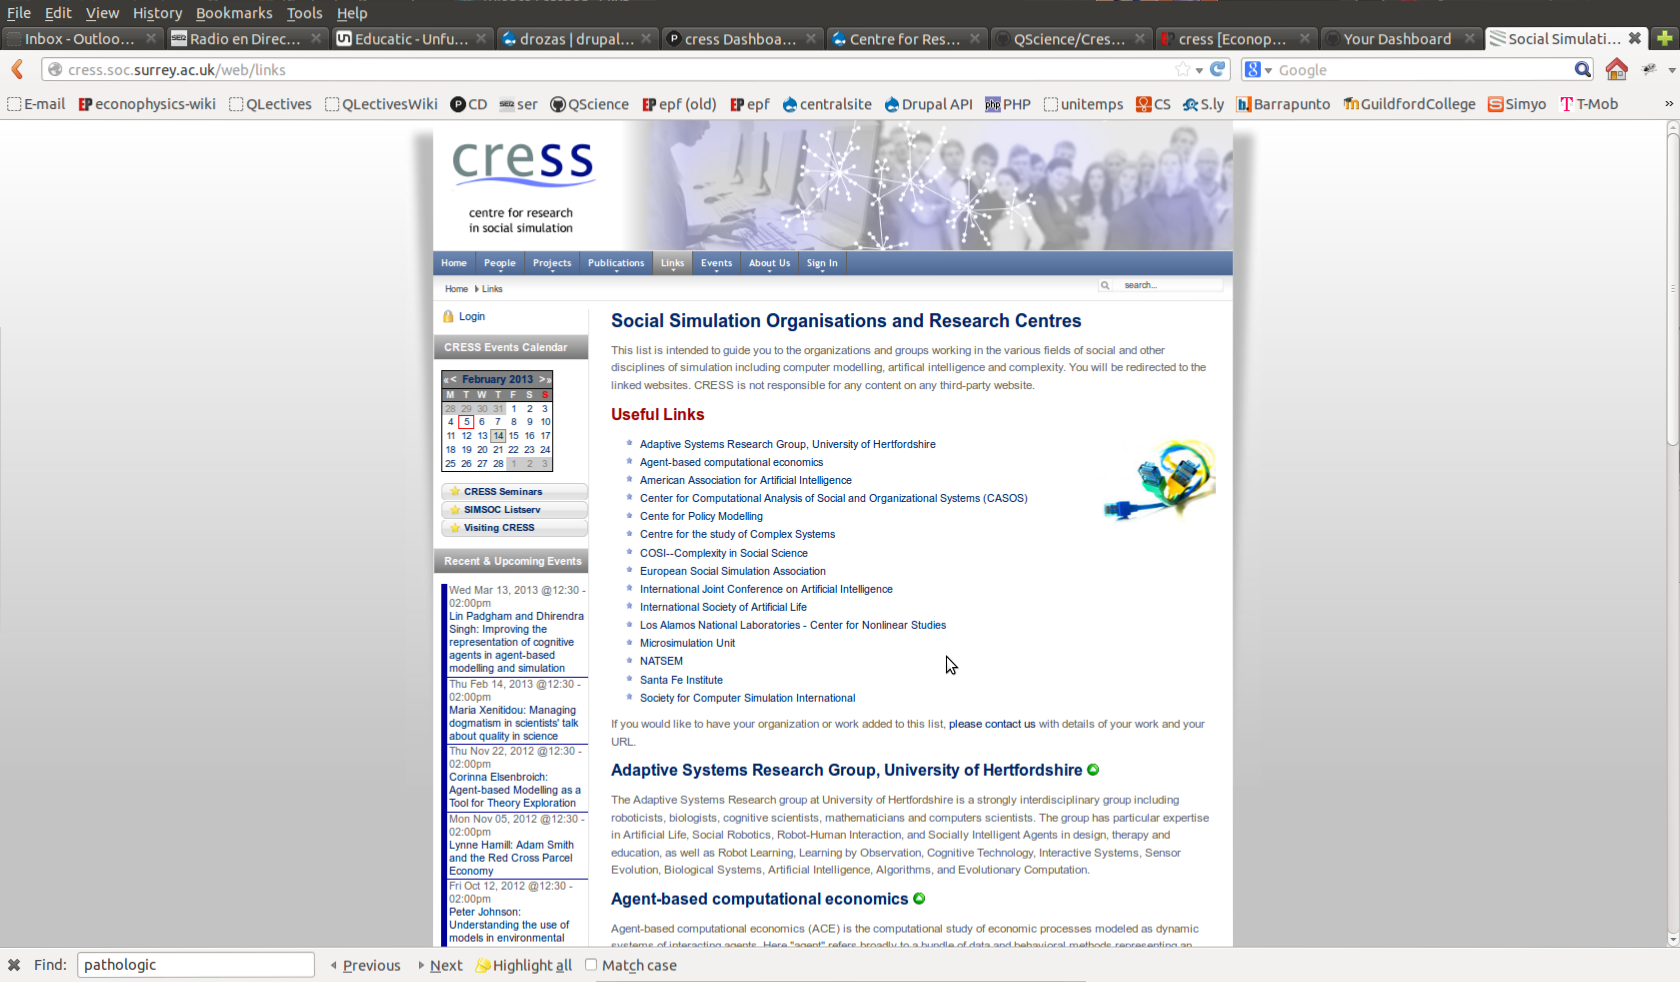 File Edit View History Bookmarks Tools Help
Inbox - Outloo... Radio en Direc... Educatic - Unfu... drozas | drupal... cress Dashboa... Centre for Res... QScience/Cres... cress [Econop... Your Dashboard Social Simulati...
cress.soc.surrey.ac.uk/web/links Google
E-mail econophysics-wiki QLectives QLectivesWiki CD ser QScience epf (old) epf centralsite Drupal API PHP unitemps CS S.ly Barrapunto GuildfordCollege Simyo T-Mob »
cress
centre for research
in social simulation
Home People Projects Publications Links Events About Us Sign In
Home Links search...
Login
CRESS Events Calendar
«< February 2013 >»
M T W T F S S
28 29 30 31 1 2 3
4 5 6 7 8 9 10
11 12 13 14 15 16 17
18 19 20 21 22 23 24
25 26 27 28 1 2 3
CRESS Seminars
SIMSOC Listserv
Visiting CRESS
Recent & Upcoming Events
Wed Mar 13, 2013 @12:30 -
02:00pm
Lin Padgham and Dhirendra
Singh: Improving the
representation of cognitive
agents in agent-based
modelling and simulation
Thu Feb 14, 2013 @12:30 -
02:00pm
Maria Xenitidou: Managing
dogmatism in scientists' talk
about quality in science
Thu Nov 22, 2012 @12:30 -
02:00pm
Corinna Elsenbroich:
Agent-based Modelling as a
Tool for Theory Exploration
Mon Nov 05, 2012 @12:30 -
02:00pm
Lynne Hamill: Adam Smith
and the Red Cross Parcel
Economy
Fri Oct 12, 2012 @12:30 -
02:00pm
Peter Johnson:
Understanding the use of
models in environmental
Social Simulation Organisations and Research Centres
This list is intended to guide you to the organizations and groups working in the various fields of social and other
disciplines of simulation including computer modelling, artifical intelligence and complexity. You will be redirected to the
linked websites. CRESS is not responsible for any content on any third-party website.
Useful Links
Adaptive Systems Research Group, University of Hertfordshire
Agent-based computational economics
American Association for Artificial Intelligence
Center for Computational Analysis of Social and Organizational Systems (CASOS)
Cente for Policy Modelling
Centre for the study of Complex Systems
COSI--Complexity in Social Science
European Social Simulation Association
International Joint Conference on Artificial Intelligence
International Society of Artificial Life
Los Alamos National Laboratories - Center for Nonlinear Studies
Microsimulation Unit
NATSEM
Santa Fe Institute
Society for Computer Simulation International
If you would like to have your organization or work added to this list, please contact us with details of your work and your
URL.
Adaptive Systems Research Group, University of Hertfordshire
The Adaptive Systems Research group at University of Hertfordshire is a strongly interdisciplinary group including
roboticists, biologists, cognitive scientists, mathematicians and computers scientists. The group has particular expertise
in Artificial Life, Social Robotics, Robot-Human Interaction, and Socially Intelligent Agents in design, therapy and
education, as well as Robot Learning, Learning by Observation, Cognitive Technology, Interactive Systems, Sensor
Evolution, Biological Systems, Artificial Intelligence, Algorithms, and Evolutionary Computation.
Agent-based computational economics
Agent-based computational economics (ACE) is the computational study of economic processes modeled as dynamic
systems of interacting agents. Here "agent" refers broadly to a bundle of data and behavioral methods representing an
Find: pathologic Previous Next Highlight all Match case